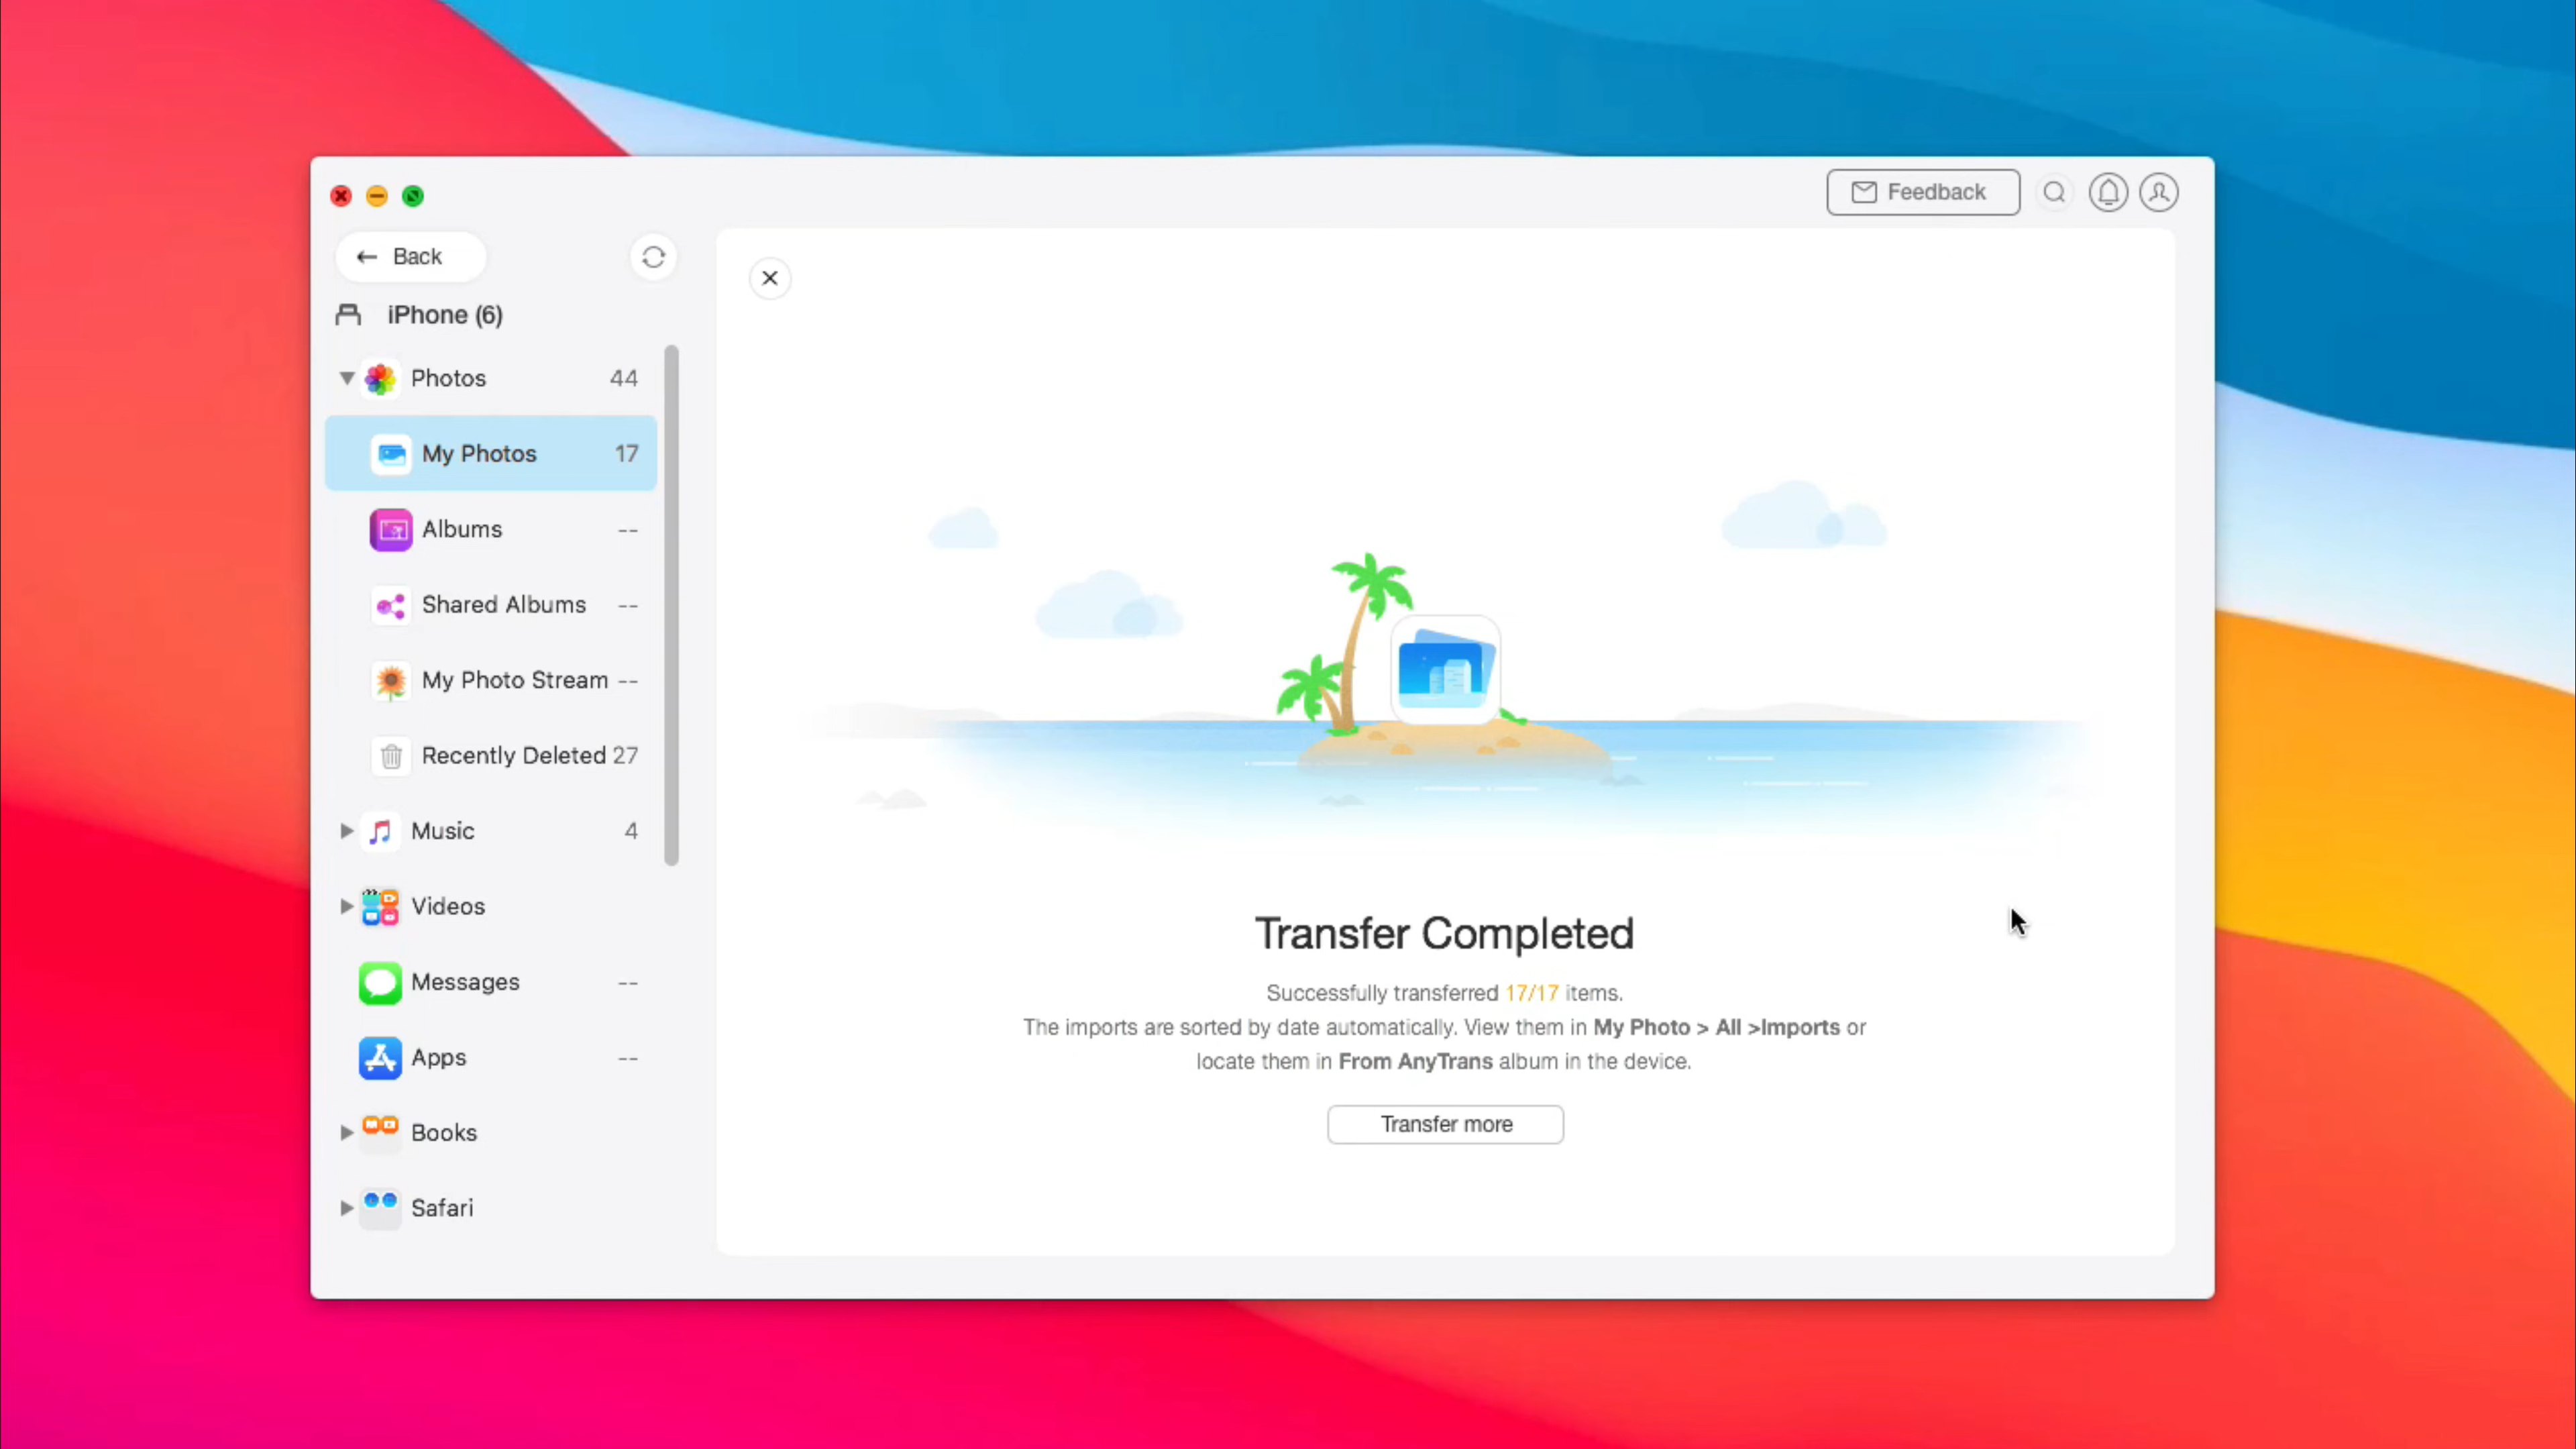 Feedback
← Back
iPhone (6)
Photos 44
My Photos 17
Albums --
Shared Albums --
My Photo Stream --
Recently Deleted 27
Music 4
Videos
Messages --
Apps --
Books
Safari
Transfer Completed
Successfully transferred 17/17 items.
The imports are sorted by date automatically. View them in My Photo > All >Imports or
locate them in From AnyTrans album in the device.
Transfer more